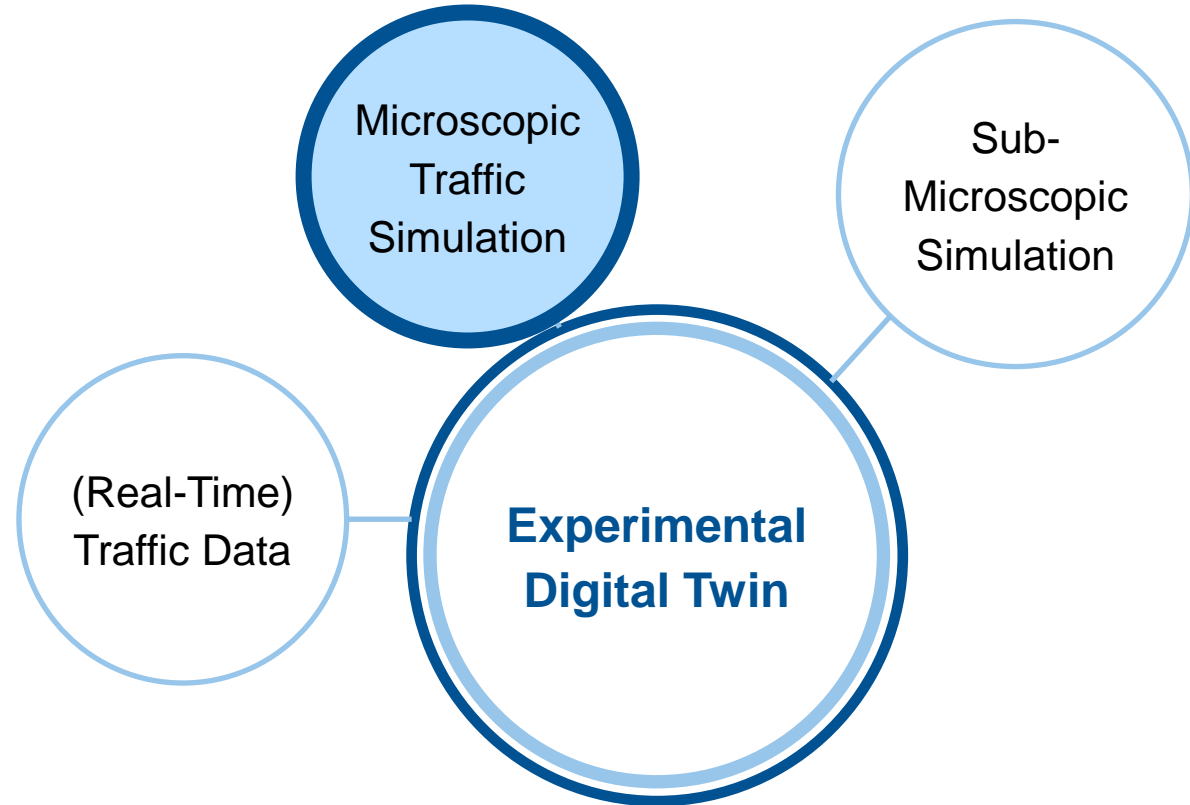 Microscopic
Traffic
Simulation
Sub-
Microscopic
Simulation
(Real-Time)
Traffic Data
Experimental
Digital Twin